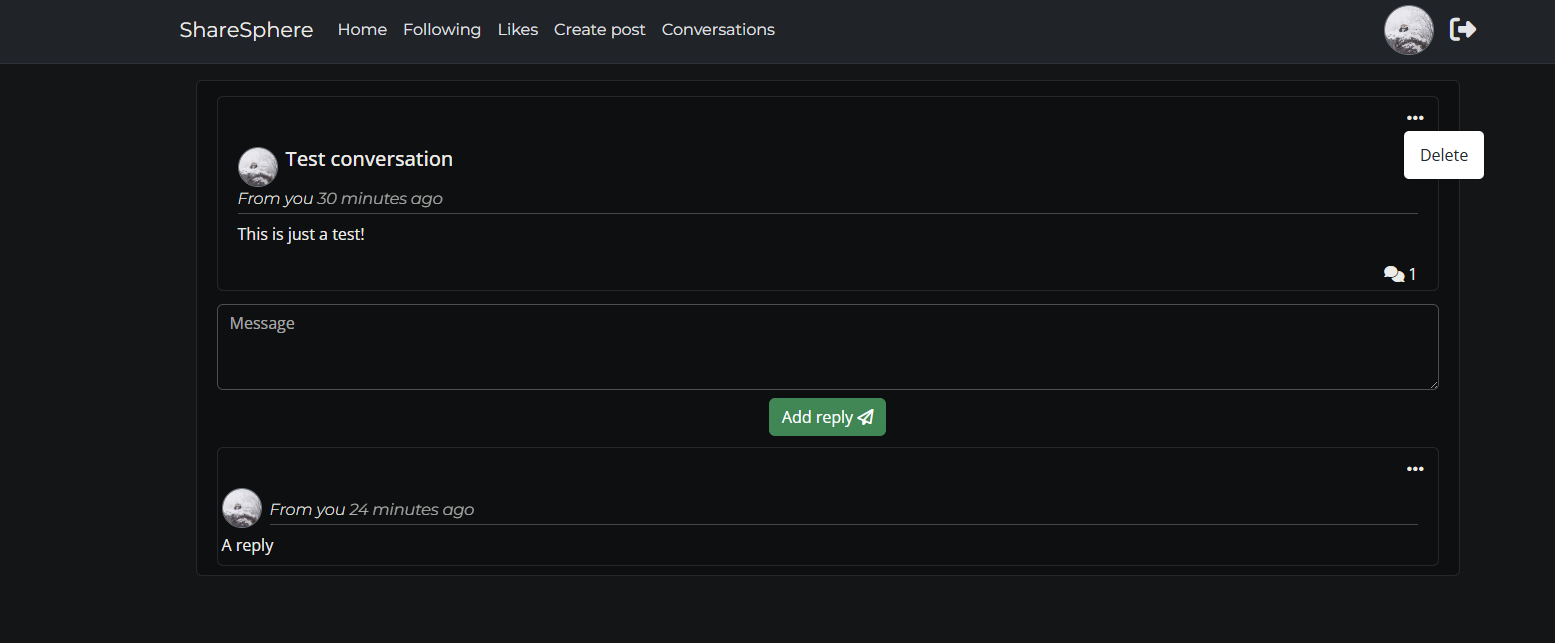 ShareSphere Home Following Likes Create post Conversations
Delete
Test conversation
From you 30 minutes ago
This is just a test!
1
Message
Add reply
From you 24 minutes ago
A reply